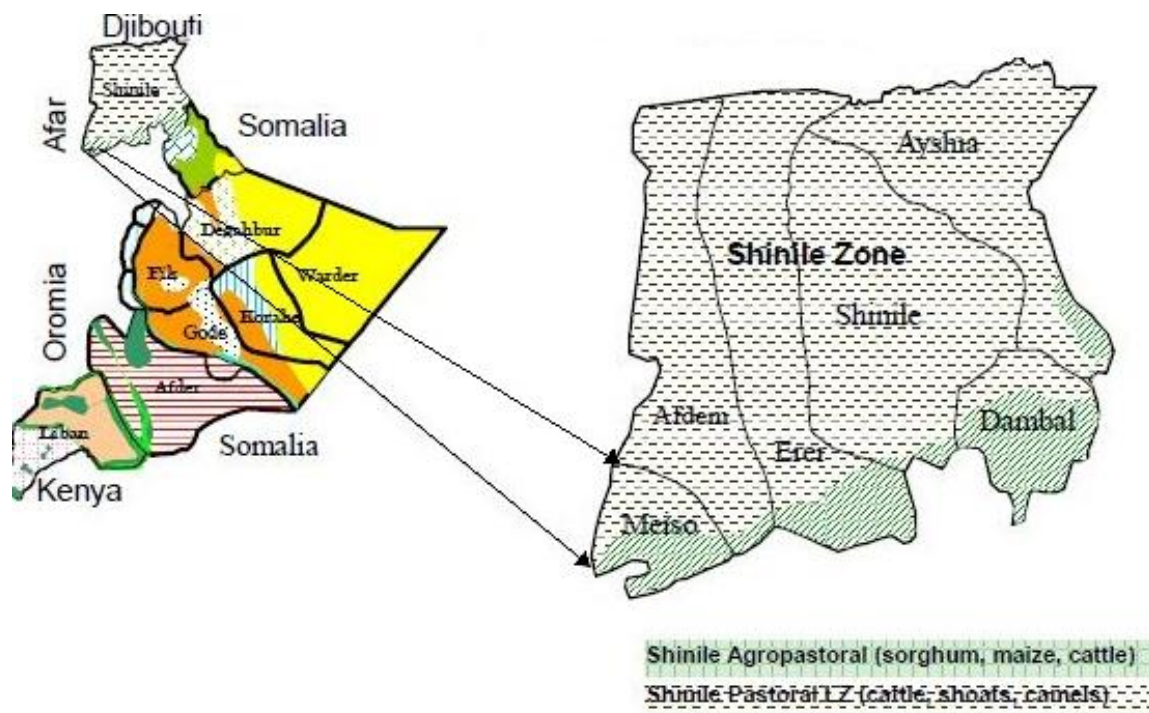 Djibouti
Shinile
Afar
Somalia
Degahbur
Fik
Warder
Korahe
Gode
Oromia
Afder
Liban
Somalia
Kenya
Ayshia
Shinile Zone
Shinile
Dambal
Afdem
Erer
Meiso
Shinile Agropastoral (sorghum, maize, cattle)
Shinile Pastoral LZ (cattle, shoats, camels)